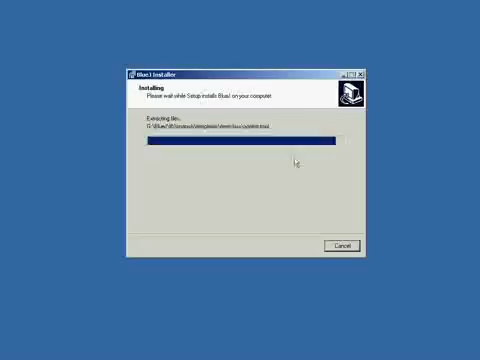 BlueJ Installer
Installing
Please wait while Setup installs BlueJ on your computer.
Extracting files...
Cancel